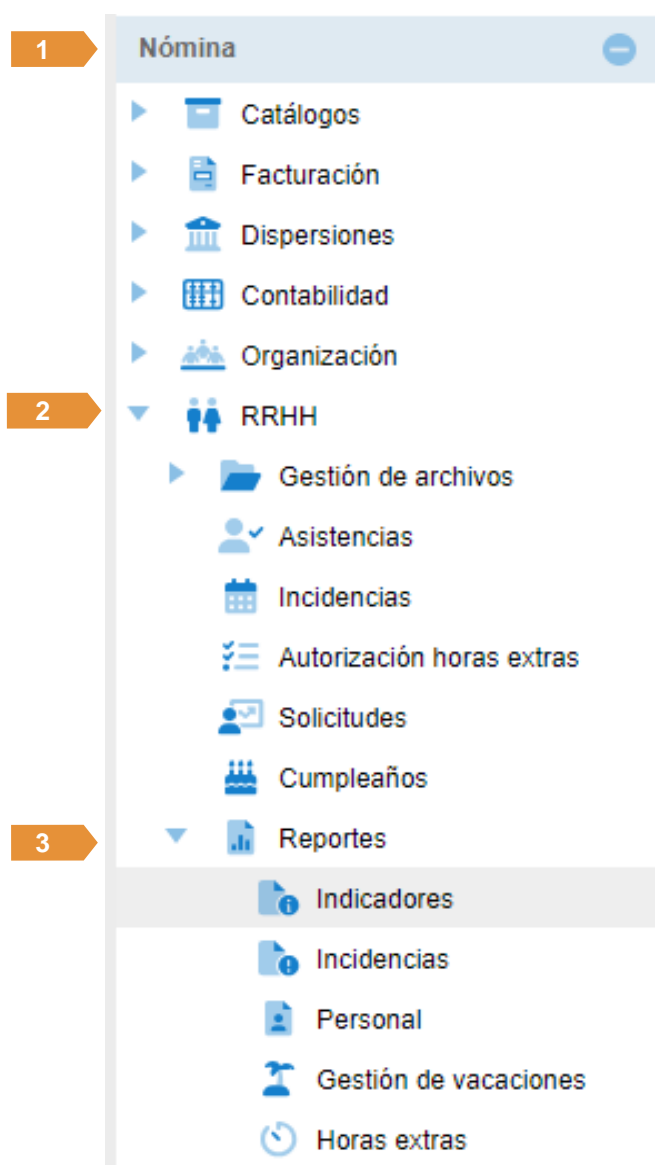 1 Nómina
Catálogos
Facturación
Dispersiones
Contabilidad
Organización
2 RRHH
Gestión de archivos
Asistencias
Incidencias
Autorización horas extras
Solicitudes
Cumpleaños
3 Reportes
Indicadores
Incidencias
Personal
Gestión de vacaciones
Horas extras